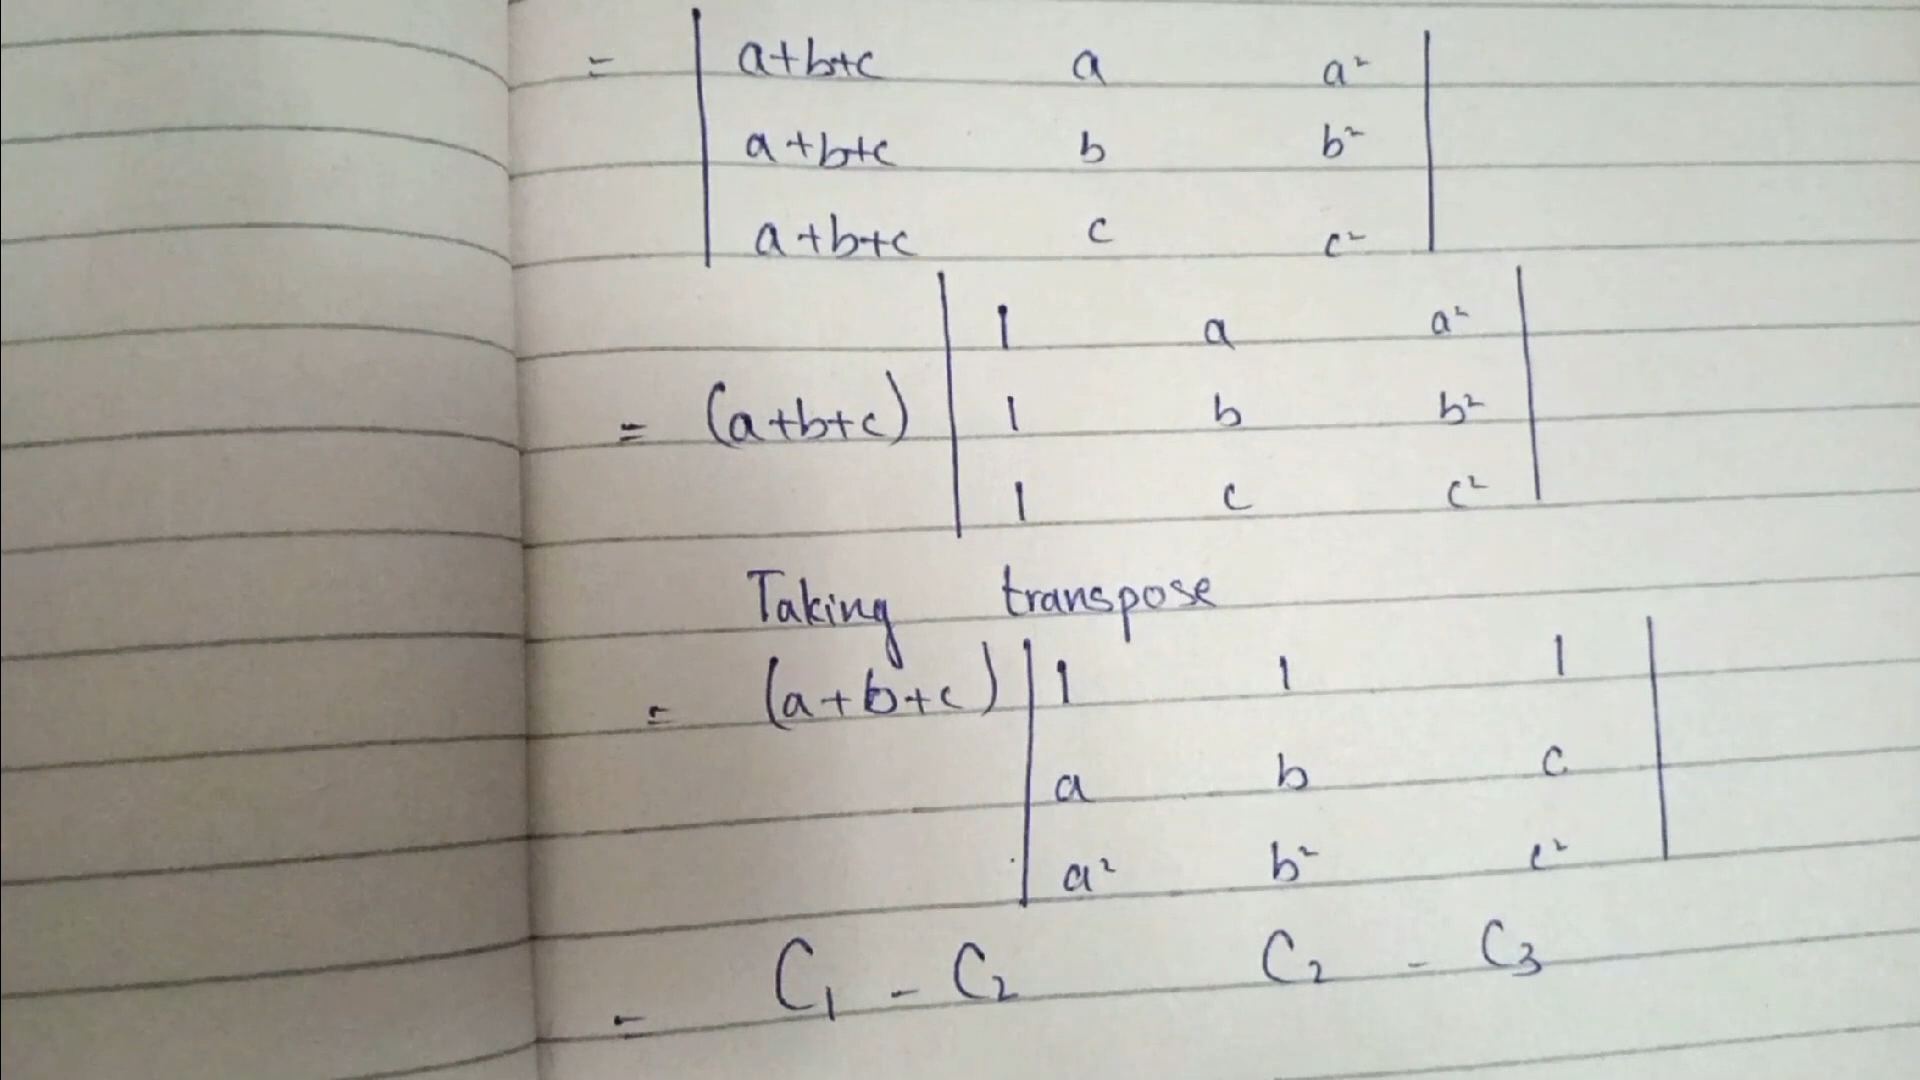 = | a+b+c a a² |
| a+b+c b b² |
| a+b+c c c² |
| 1 a a² |
= (a+b+c) | 1 b b² |
| 1 c c² |
Taking transpose
= (a+b+c) | 1 1 1 |
| a b c |
| a² b² c² |
= C₁ - C₂ C₂ - C₃